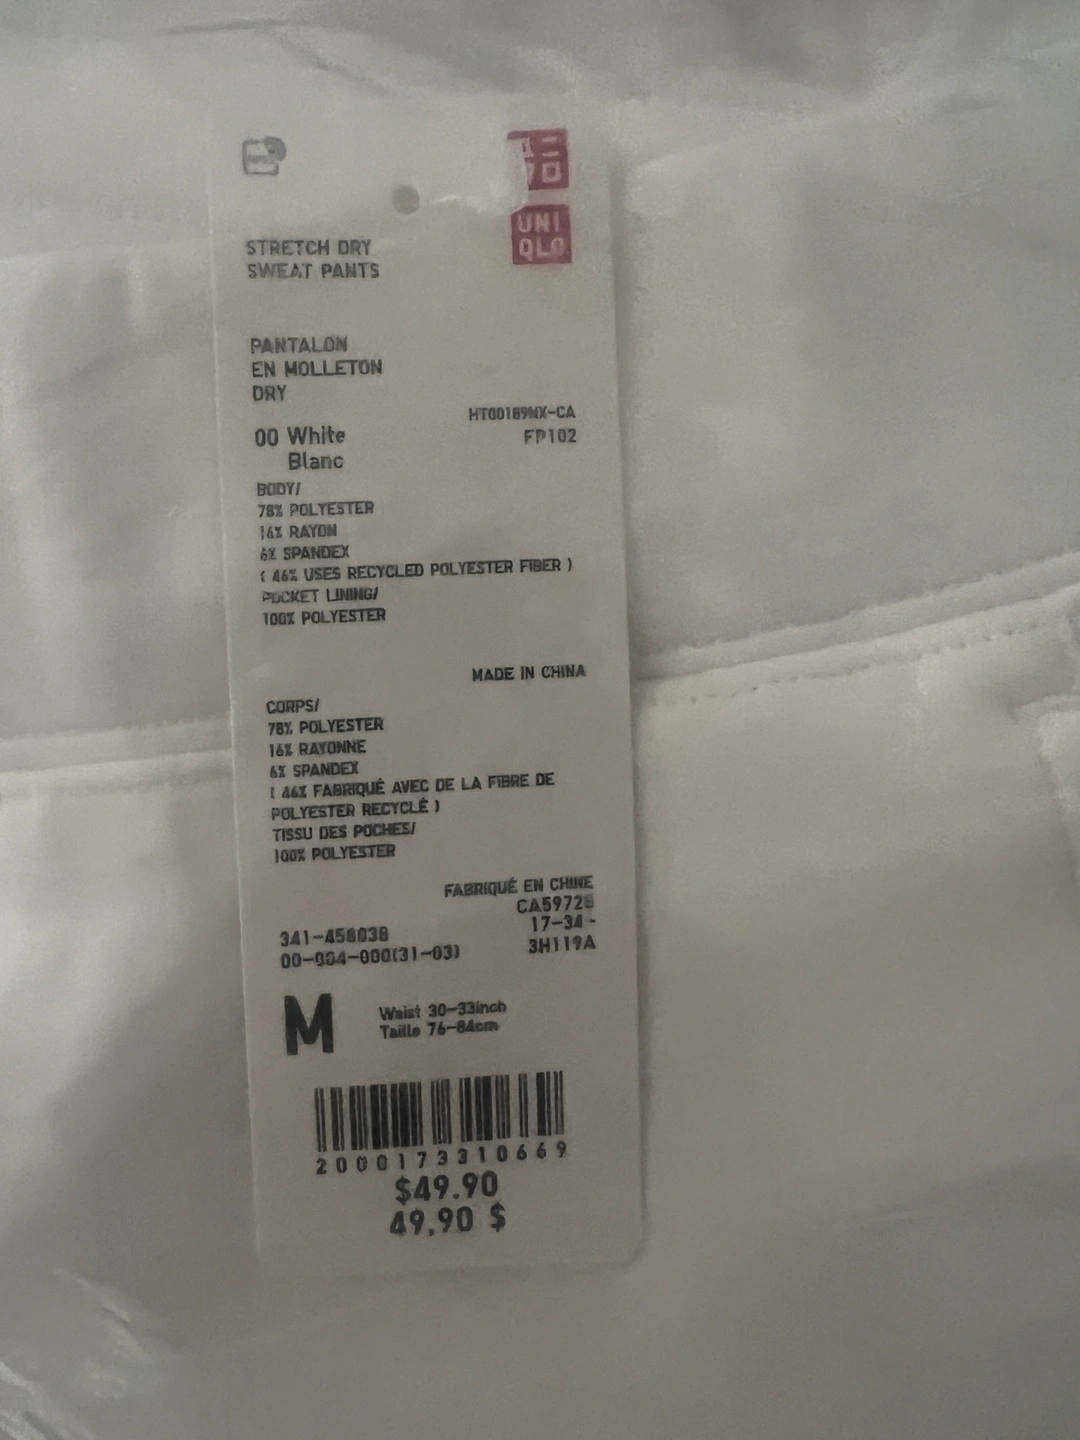 UNI
QLO
STRETCH DRY
SWEAT PANTS
PANTALON
EN MOLLETON
DRY
HT00189NX-CA
00 White FP102
Blanc
BODY/
78% POLYESTER
16% RAYON
6% SPANDEX
( 46% USES RECYCLED POLYESTER FIBER )
POCKET LINING/
100% POLYESTER
MADE IN CHINA
CORPS/
78% POLYESTER
16% RAYONNE
6% SPANDEX
( 46% FABRIQUÉ AVEC DE LA FIBRE DE
POLYESTER RECYCLÉ )
TISSU DES POCHES/
100% POLYESTER
FABRIQUÉ EN CHINE
17-34 -
341-458038 3H119A
00-004-000(31-03)
M
Waist 30-33inch
Taille 76-84cm
2000173310669
$49.90
49,90 $